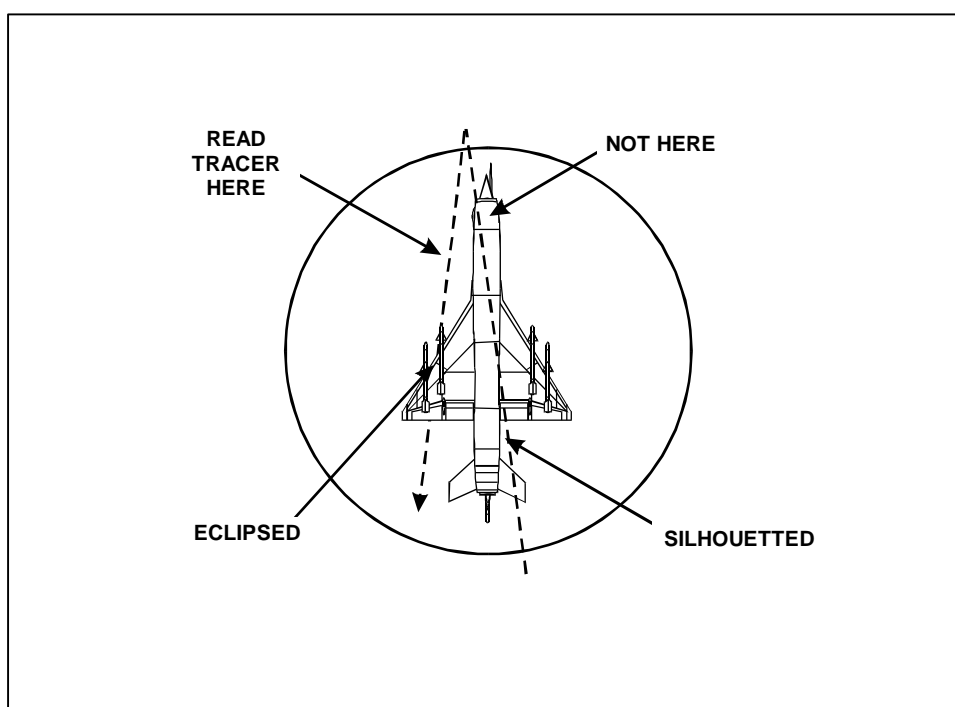 READ
TRACER
HERE
NOT HERE
ECLIPSED
SILHOUETTED